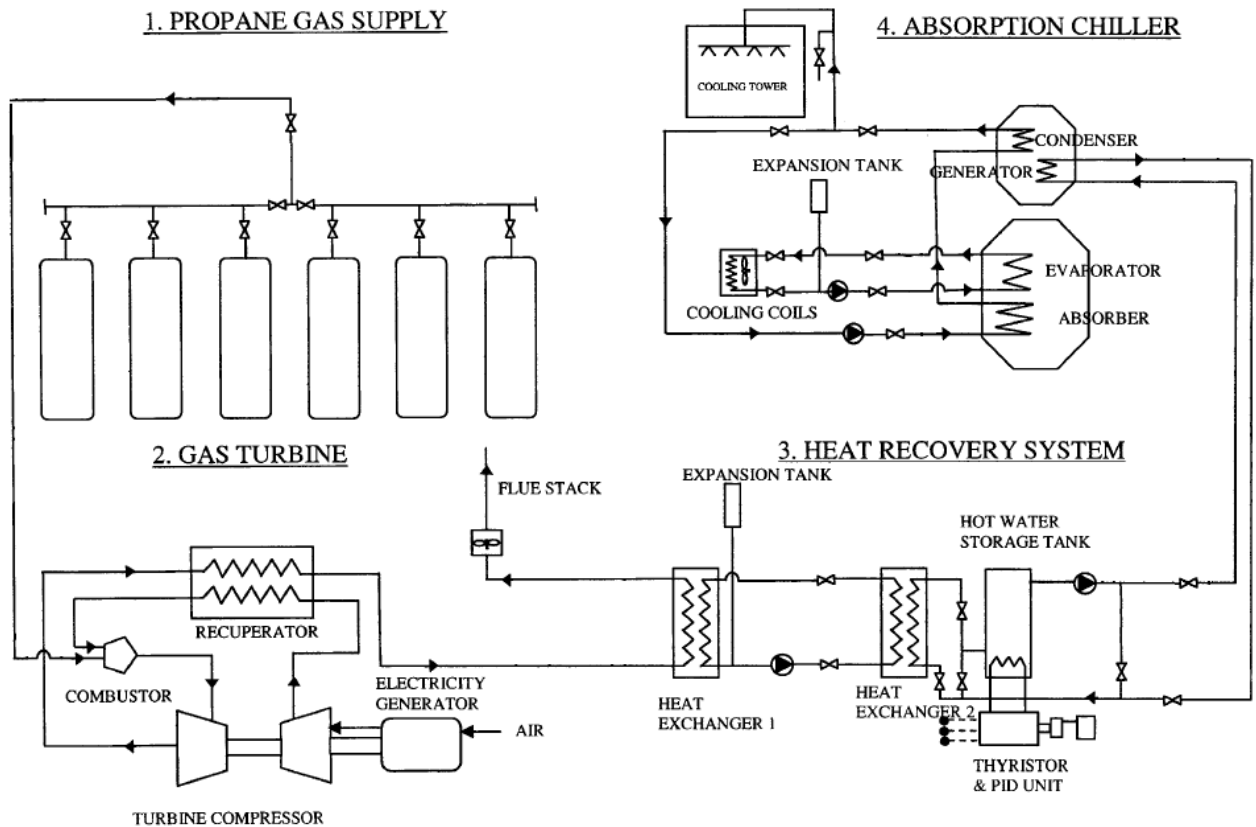 1. PROPANE GAS SUPPLY
4. ABSORPTION CHILLER
COOLING TOWER
CONDENSER
GENERATOR
EXPANSION TANK
EVAPORATOR
COOLING COILS
ABSORBER
2. GAS TURBINE
3. HEAT RECOVERY SYSTEM
EXPANSION TANK
FLUE STACK
HOT WATER
STORAGE TANK
RECUPERATOR
COMBUSTOR
ELECTRICITY
GENERATOR
AIR
HEAT
EXCHANGER 1
HEAT
EXCHANGER 2
THYRISTOR
& PID UNIT
TURBINE COMPRESSOR